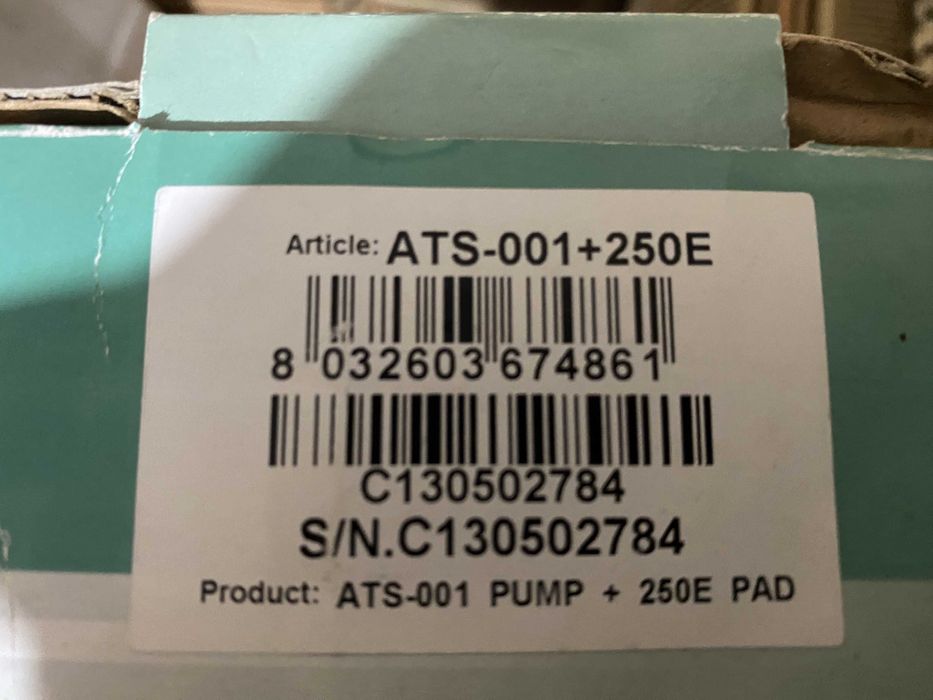 Article: ATS-001+250E
8 032603 674861
C130502784
S/N.C130502784
Product: ATS-001 PUMP + 250E PAD